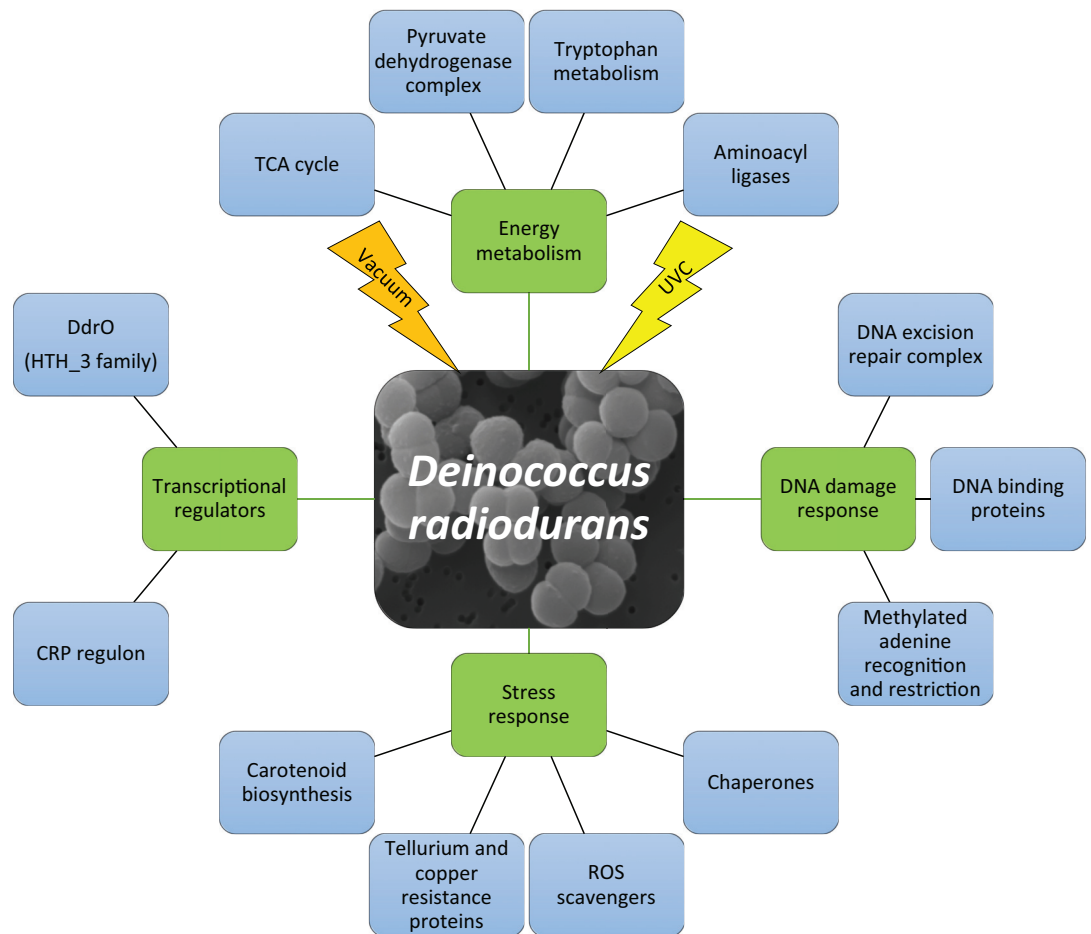 Pyruvate
dehydrogenase
complex
Tryptophan
metabolism
TCA cycle
Aminoacyl
ligases
Energy
metabolism
Vacuum
UVC
DdrO
(HTH_3 family)
DNA excision
repair complex
Transcriptional
regulators
Deinococcus
radiodurans
DNA damage
response
DNA binding
proteins
CRP regulon
Methylated
adenine
recognition
and restriction
Stress
response
Carotenoid
biosynthesis
Chaperones
Tellurium and
copper
resistance
proteins
ROS
scavengers